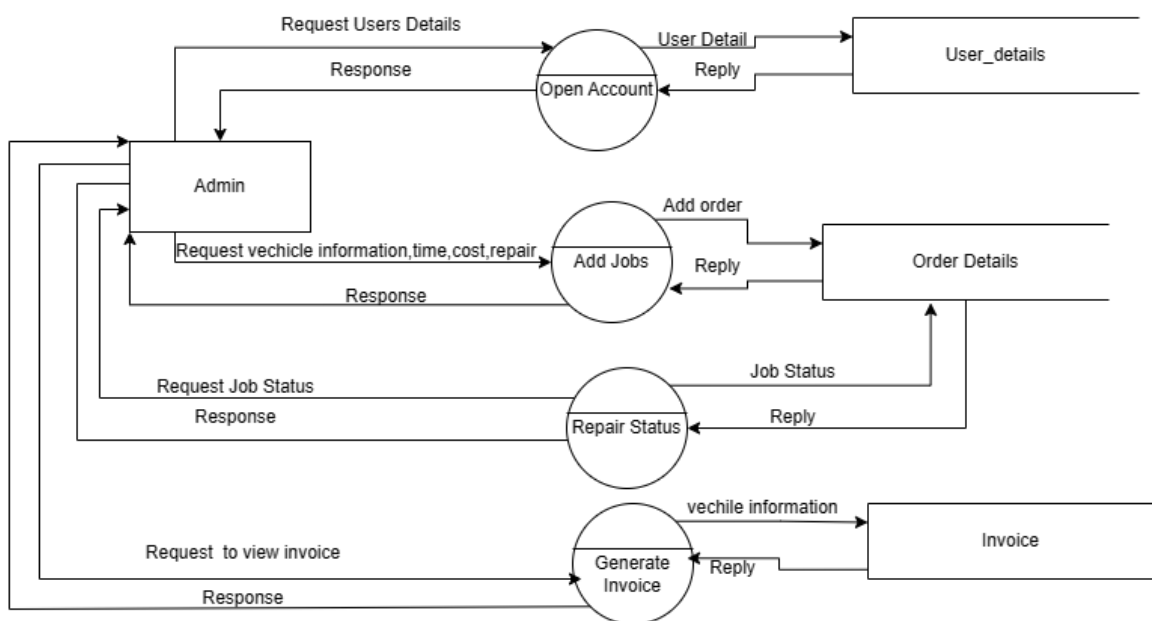 Request Users Details
User Detail
User_details
Response
Reply
Open Account
Admin
Add order
Request vechicle information,time,cost,repair
Add Jobs
Reply
Order Details
Response
Job Status
Request Job Status
Response
Reply
Repair Status
vechile information
Invoice
Request  to view invoice
Generate
Invoice
Reply
Response